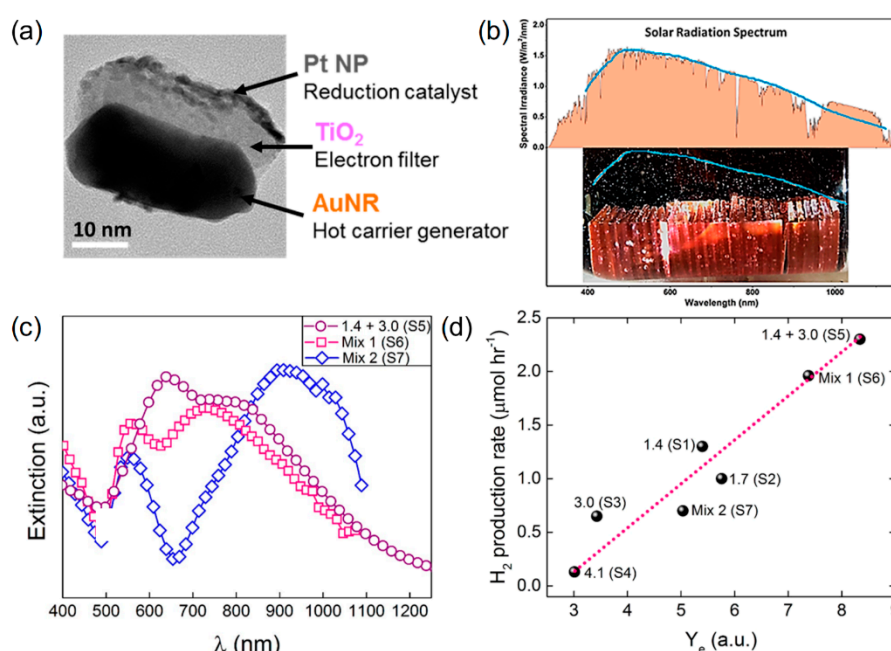 (a)
Pt NP
Reduction catalyst
TiO₂
Electron filter
AuNR
Hot carrier generator
10 nm
(b)
Solar Radiation Spectrum
Spectral Irradiance (W/m²/nm)
2.0
1.5
1.0
0.5
0.0
400 600 800 1000
Wavelength (nm)
(c)
1.4 + 3.0 (S5)
Mix 1 (S6)
Mix 2 (S7)
Extinction (a.u.)
400 500 600 700 800 900 1000 1100 1200
λ (nm)
(d)
H₂ production rate (μmol hr⁻¹)
2.5
2.0
1.5
1.0
0.5
0.0
1.4 + 3.0 (S5)
Mix 1 (S6)
1.4 (S1)
1.7 (S2)
3.0 (S3)
Mix 2 (S7)
4.1 (S4)
3 4 5 6 7 8 9
Yₑ (a.u.)